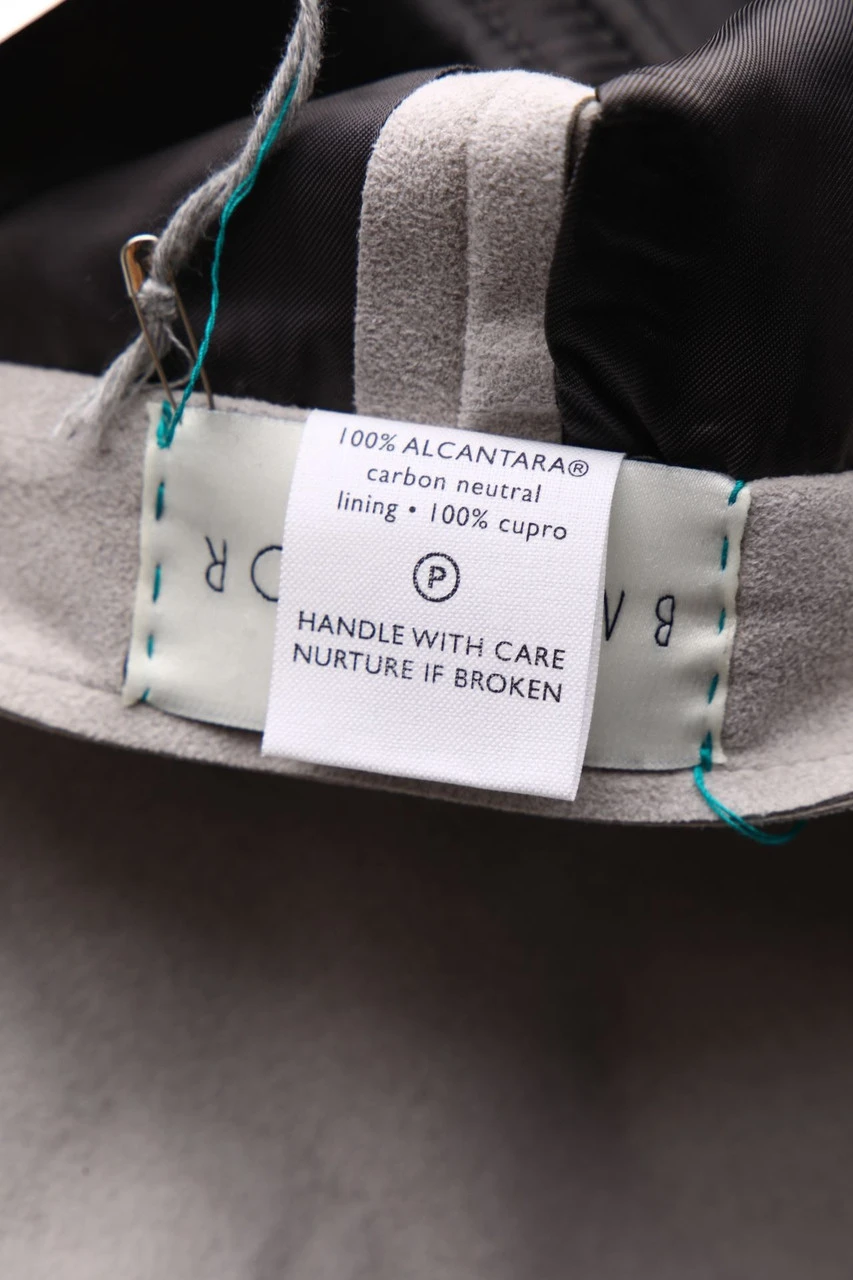 100% ALCANTARA®
carbon neutral
lining • 100% cupro
P
HANDLE WITH CARE
NURTURE IF BROKEN